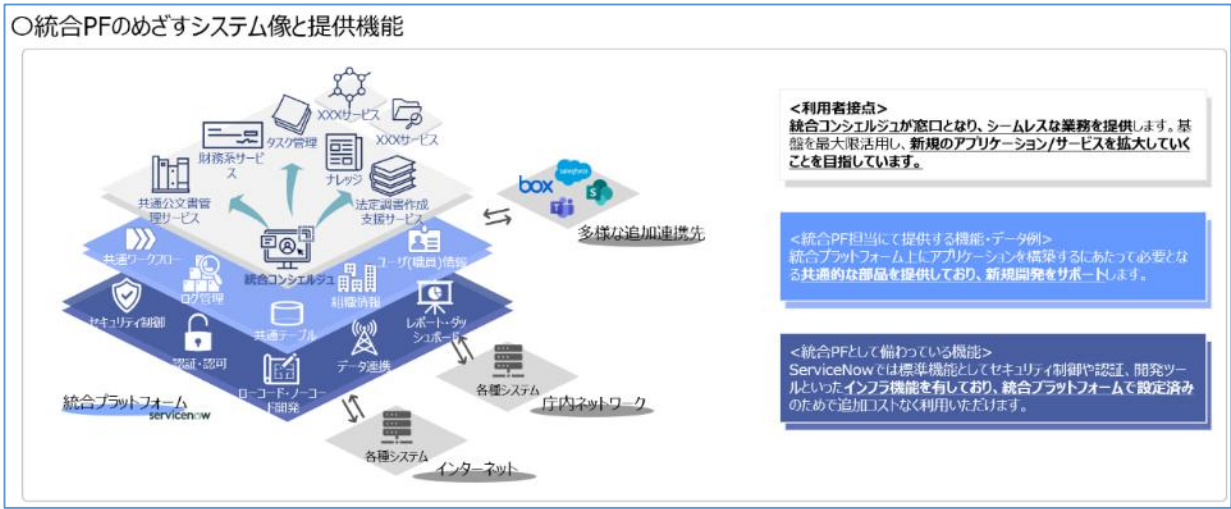 〇統合PFのめざすシステム像と提供機能
XXXサービス
タスク管理
XXXサービス
財務系サービ
ス
ナレッジ
共通公文書管
理サービス
法定調書作成
支援サービス
box
salesforce
多様な追加連携先
共通ワークフロー
ユーザ(職員)情報
統合コンシェルジュ
ログ管理
組織情報
共通テーブル
セキュリティ制御
レポート・ダッ
シュボード
認証・認可
データ連携
ローコード・ノーコー
ド開発
統合プラットフォーム
servicenow
各種システム
庁内ネットワーク
各種システム
インターネット
<利用者接点>
統合コンシェルジュが窓口となり、シームレスな業務を提供します。基
盤を最大限活用し、新規のアプリケーション/サービスを拡大していく
ことを目指しています。
<統合PF担当にて提供する機能・データ例>
統合プラットフォーム上にアプリケーションを構築するにあたって必要とな
る共通的な部品を提供しており、新規開発をサポートします。
<統合PFとして備わっている機能>
ServiceNowでは標準機能としてセキュリティ制御や認証、開発ツー
ルといったインフラ機能を有しており、統合プラットフォームで設定済み
のためで追加コストなく利用いただけます。